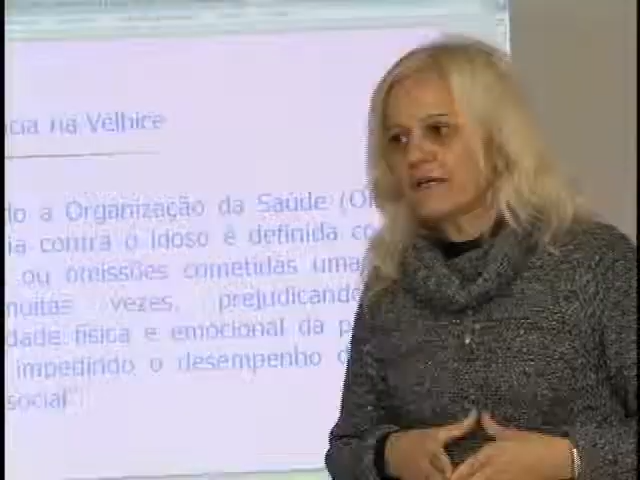 cia na Velhice
do a Organização da Saúde (O
ia contra o idoso é definida co
ou omissões cometidas uma
muitas vezes, prejudicando
dade física e emocional da p
impedindo o desempenho
social".